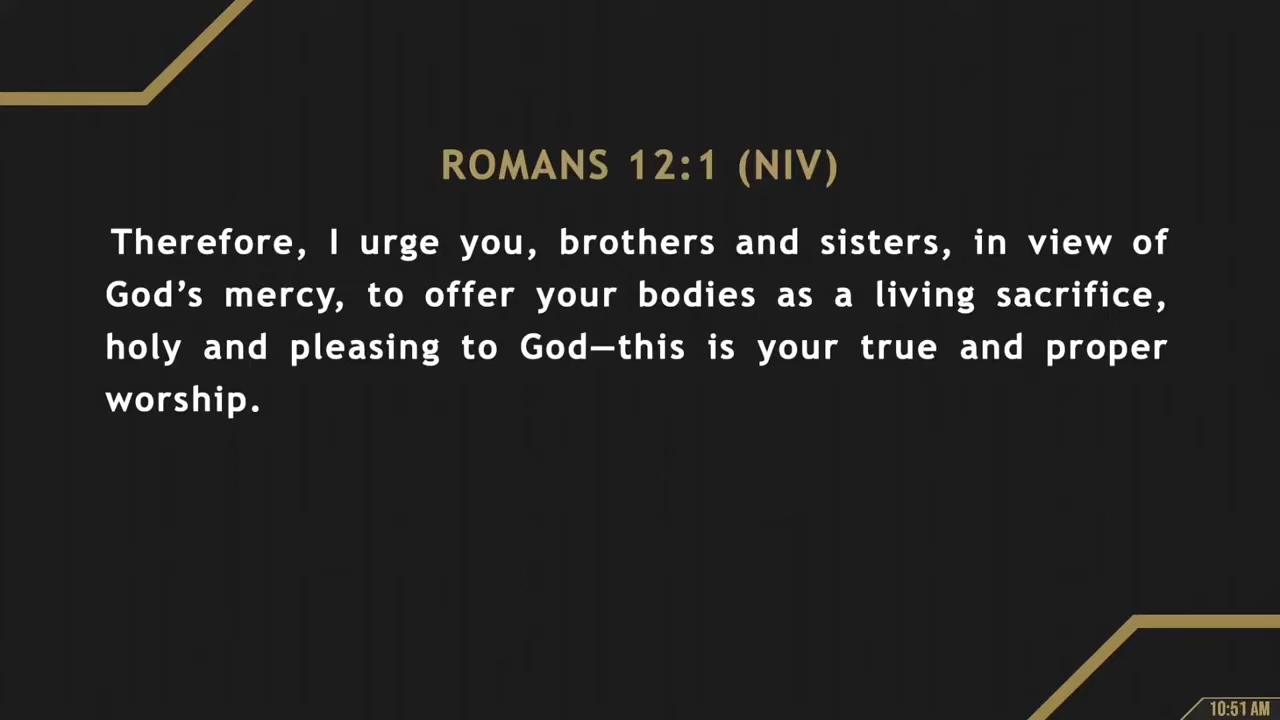 ROMANS 12:1 (NIV)
Therefore, I urge you, brothers and sisters, in view of
God’s mercy, to offer your bodies as a living sacrifice,
holy and pleasing to God—this is your true and proper
worship.
10:51 AM